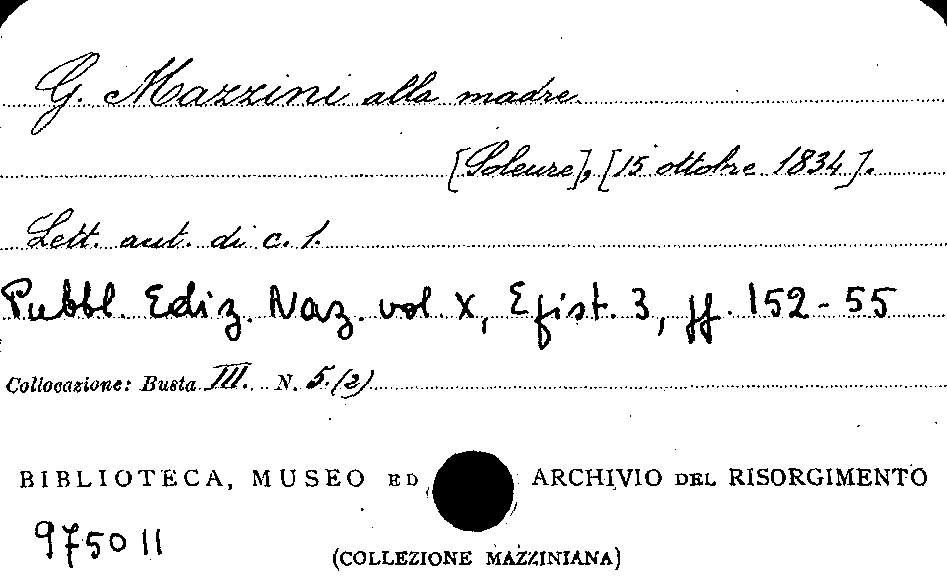 G. Mazzini alla madre.
[Soleure], [15 ottobre 1834].
Lett. aut. di c. 1.
Pubbl. Ediz. Naz. vol. X, Epist. 3, pp. 152-55
Collocazione: Busta III. N. 5.(2)
BIBLIOTECA, MUSEO ED ARCHIVIO DEL RISORGIMENTO
975011
(COLLEZIONE MAZZINIANA)